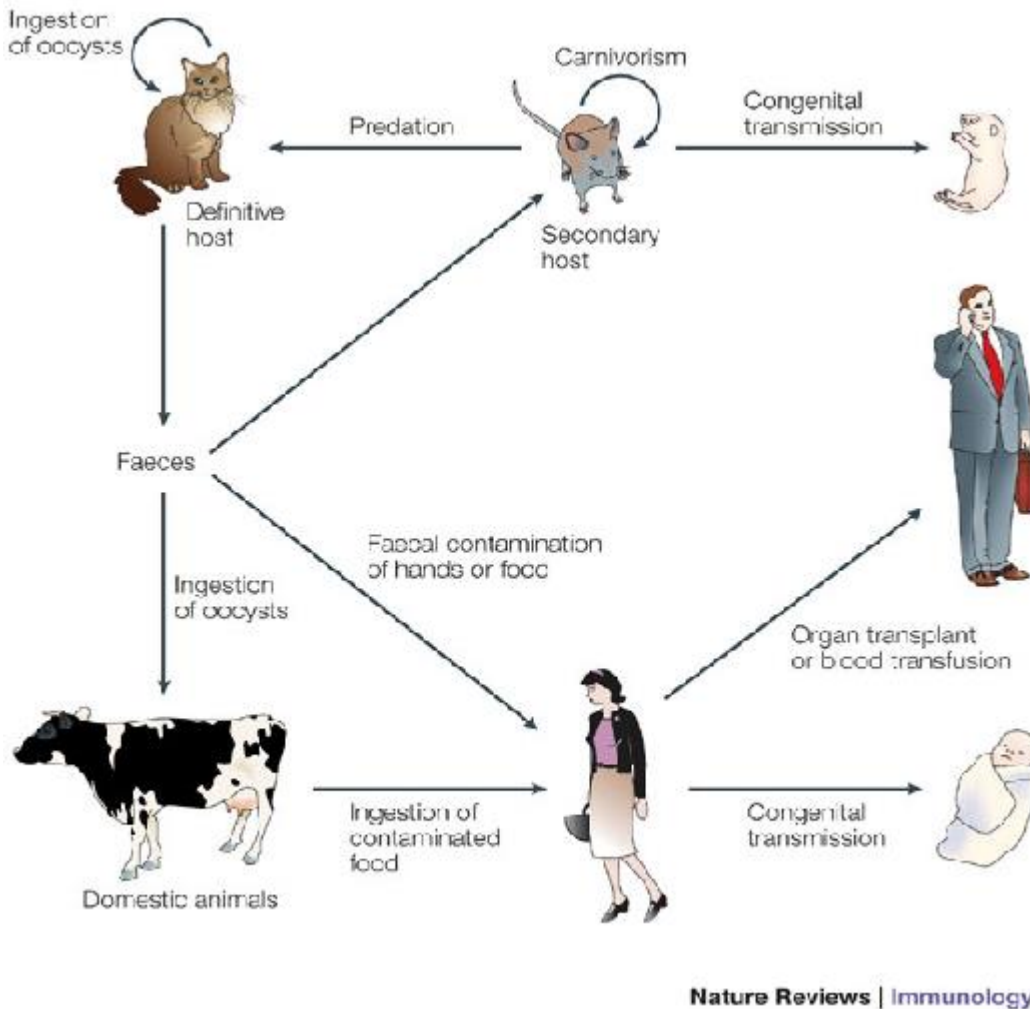 Ingestion
of oocysts
Carnivorism
Predation
Congenital
transmission
Definitive
host
Secondary
host
Faeces
Faecal contamination
of hands or food
Ingestion
of oocysts
Organ transplant
or blood transfusion
Ingestion of
contaminated
food
Congenital
transmission
Domestic animals
Nature Reviews | Immunology